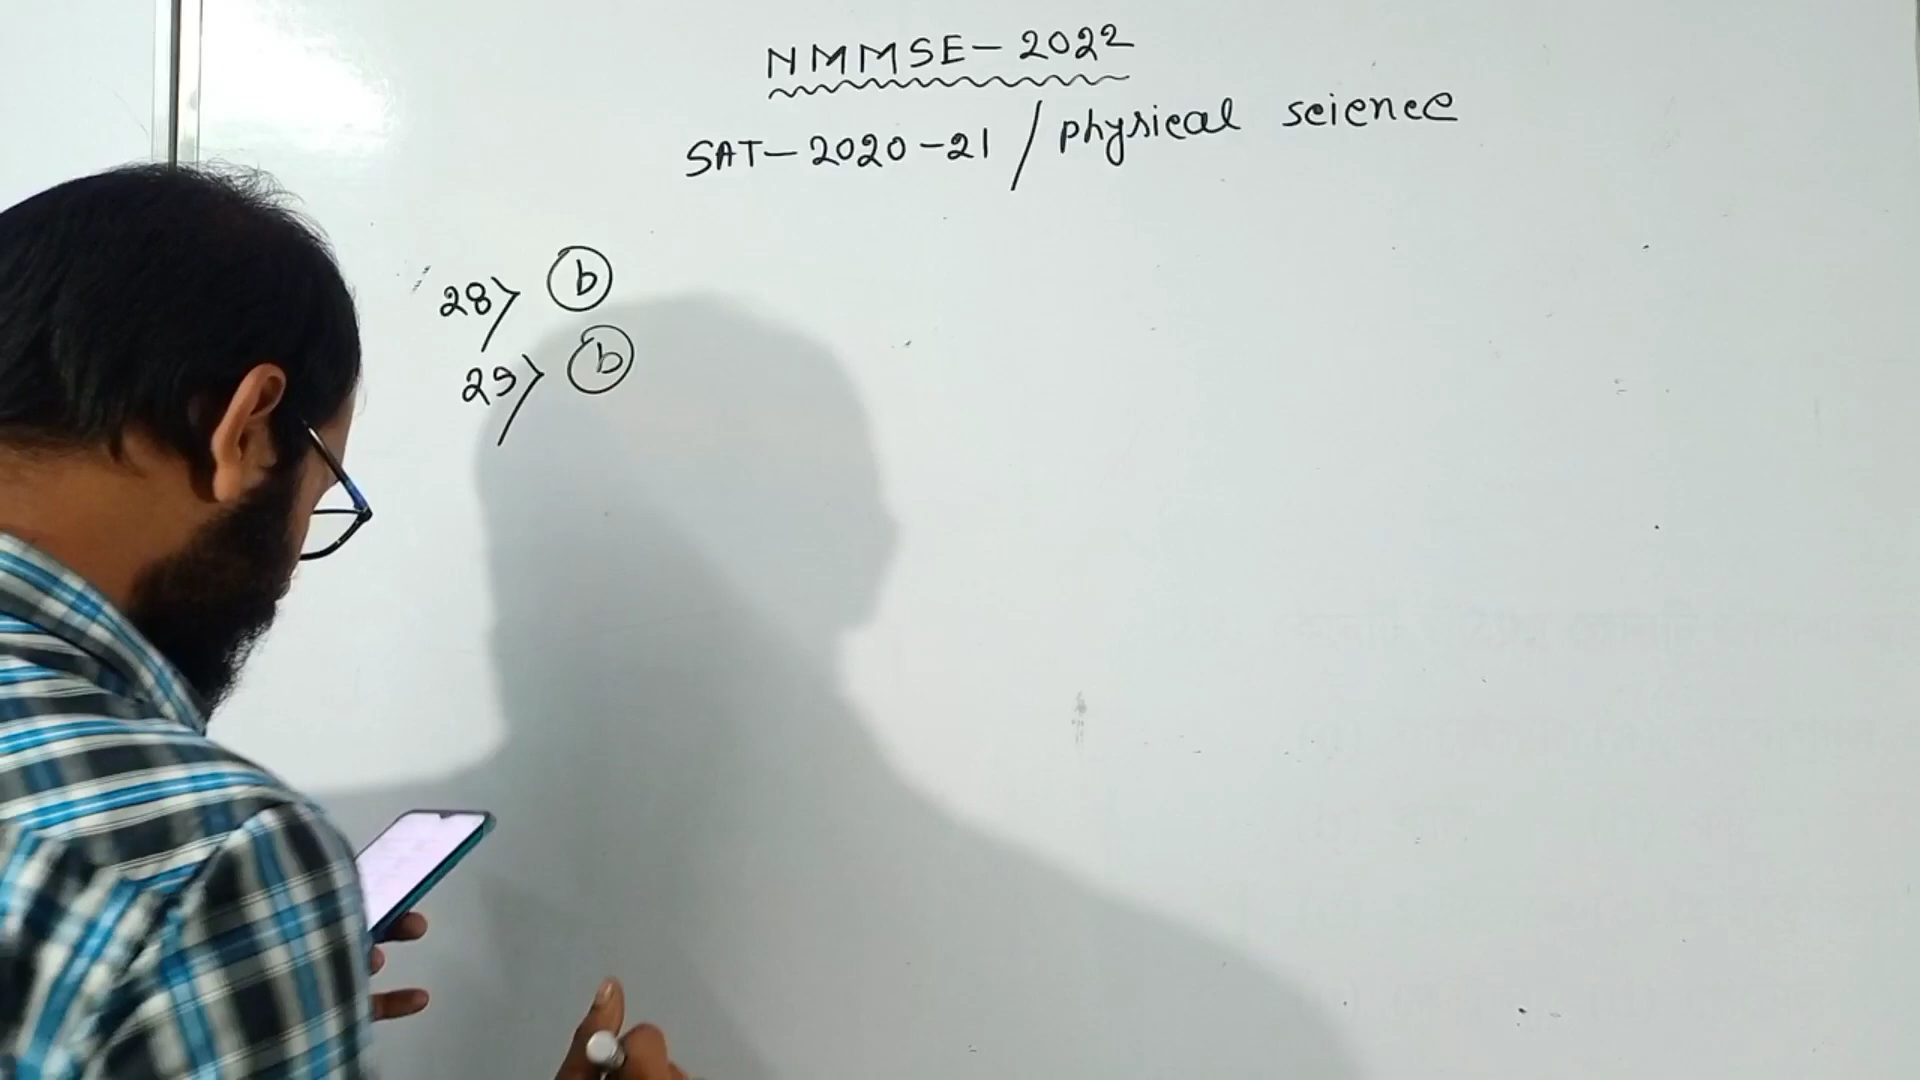 NMMSE-2022
SAT-2020-21 / physical science
28> b
29> b